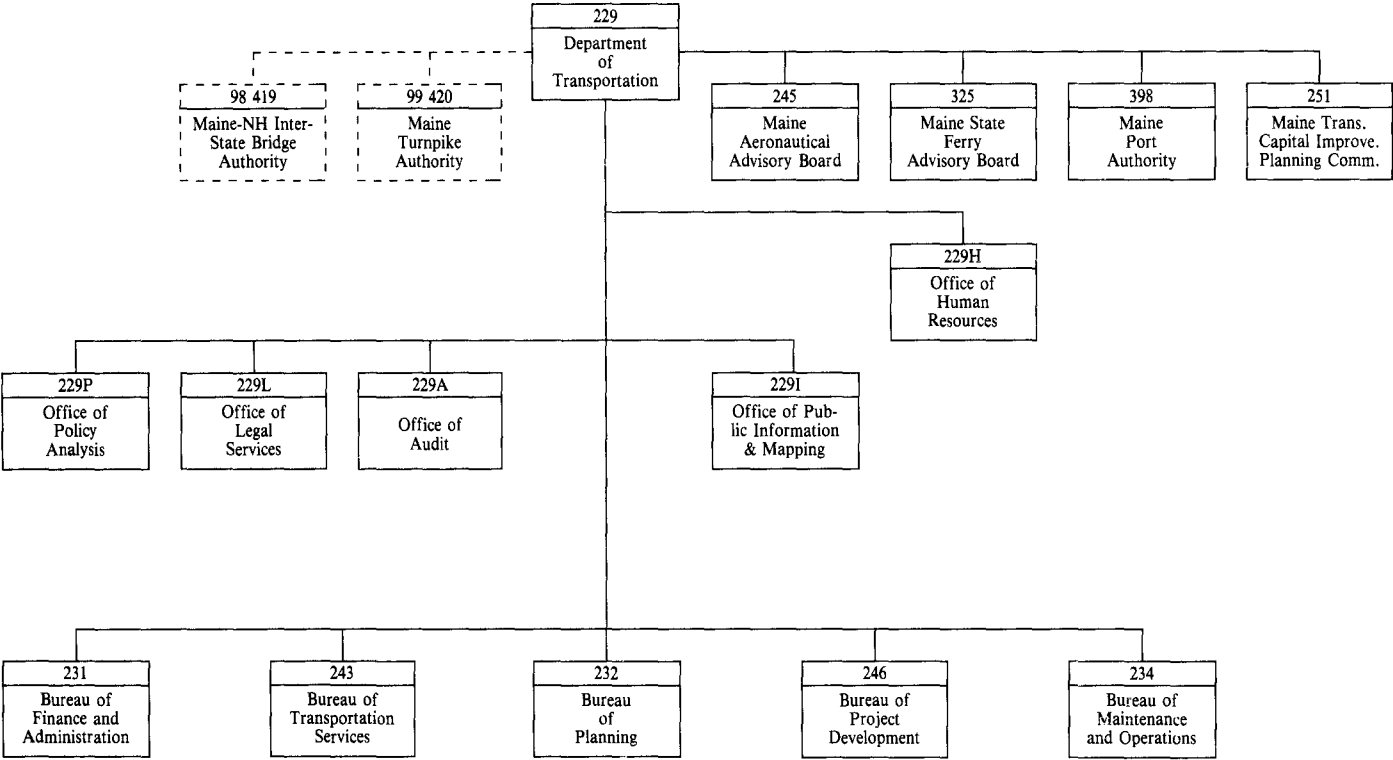 229
Department
of
Transportation
98 419
Maine-NH Inter-
State Bridge
Authority
99 420
Maine
Turnpike
Authority
245
Maine
Aeronautical
Advisory Board
325
Maine State
Ferry
Advisory Board
398
Maine
Port
Authority
251
Maine Trans.
Capital Improve.
Planning Comm.
229H
Office of
Human
Resources
229P
Office of
Policy
Analysis
229L
Office of
Legal
Services
229A
Office of
Audit
229I
Office of Pub-
lic Information
& Mapping
231
Bureau of
Finance and
Administration
243
Bureau of
Transportation
Services
232
Bureau
of
Planning
246
Bureau of
Project
Development
234
Bureau of
Maintenance
and Operations